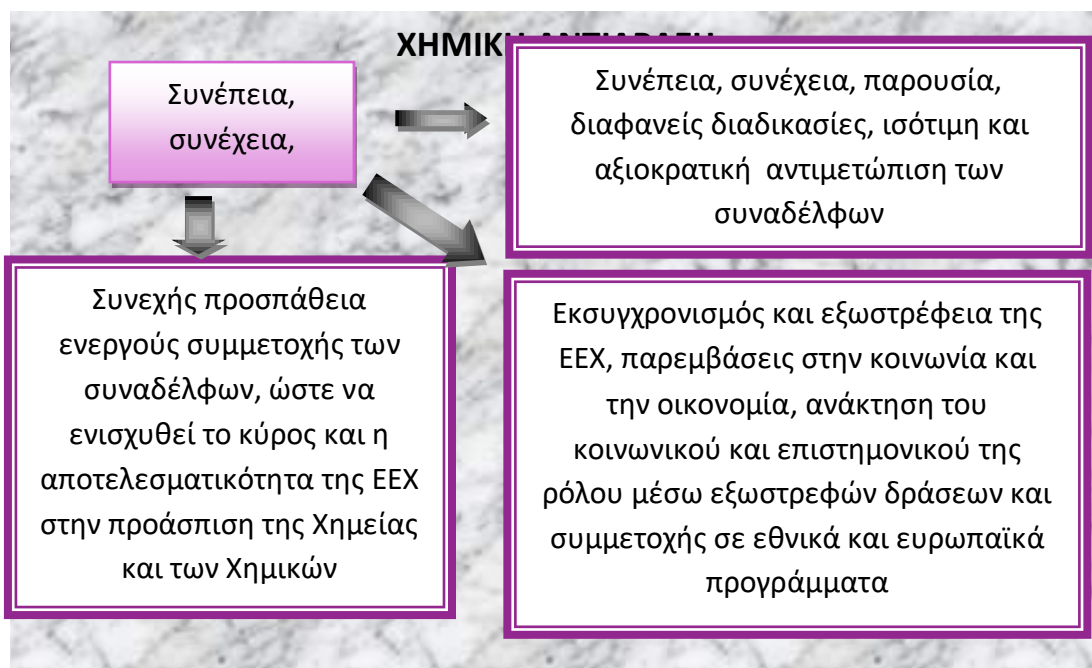 ΧΗΜΙΚΗ ΑΝΤΙΔΡΑΣΗ
Συνέπεια,
συνέχεια,
Συνέπεια, συνέχεια, παρουσία,
διαφανείς διαδικασίες, ισότιμη και
αξιοκρατική αντιμετώπιση των
συναδέλφων
Συνεχής προσπάθεια
ενεργούς συμμετοχής των
συναδέλφων, ώστε να
ενισχυθεί το κύρος και η
αποτελεσματικότητα της ΕΕΧ
στην προάσπιση της Χημείας
και των Χημικών
Εκσυγχρονισμός και εξωστρέφεια της
ΕΕΧ, παρεμβάσεις στην κοινωνία και
την οικονομία, ανάκτηση του
κοινωνικού και επιστημονικού της
ρόλου μέσω εξωστρεφών δράσεων και
συμμετοχής σε εθνικά και ευρωπαϊκά
προγράμματα